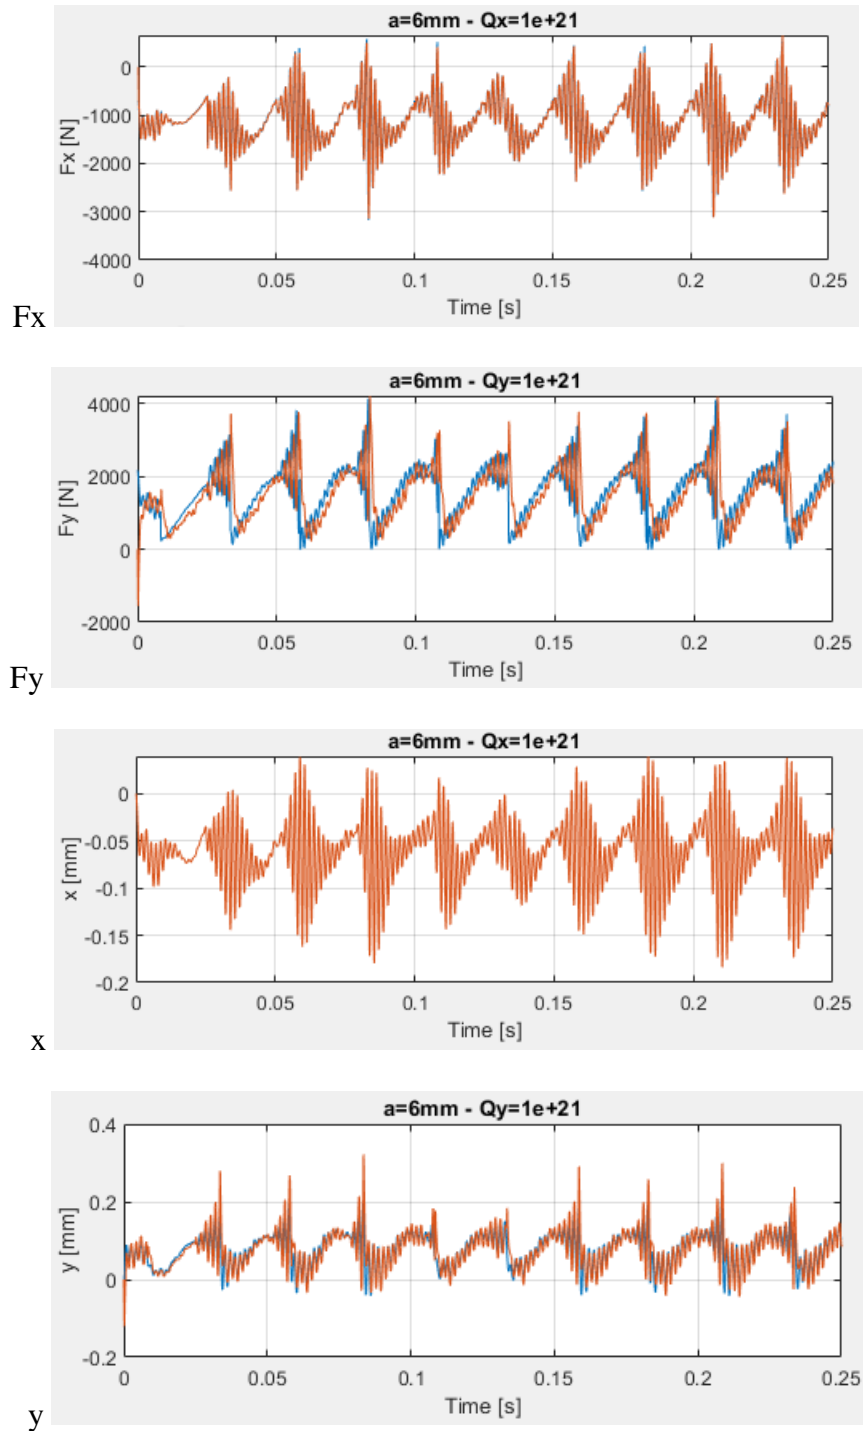 a=6mm - Qx=1e+21
0
-1000
-2000
-3000
-4000
Fx [N]
0 0.05 0.1 0.15 0.2 0.25
Time [s]
Fx
a=6mm - Qy=1e+21
4000
2000
0
-2000
Fy [N]
0 0.05 0.1 0.15 0.2 0.25
Time [s]
Fy
a=6mm - Qx=1e+21
0
-0.05
-0.1
-0.15
-0.2
x [mm]
0 0.05 0.1 0.15 0.2 0.25
Time [s]
x
a=6mm - Qy=1e+21
0.4
0.2
0
-0.2
y [mm]
0 0.05 0.1 0.15 0.2 0.25
Time [s]
y